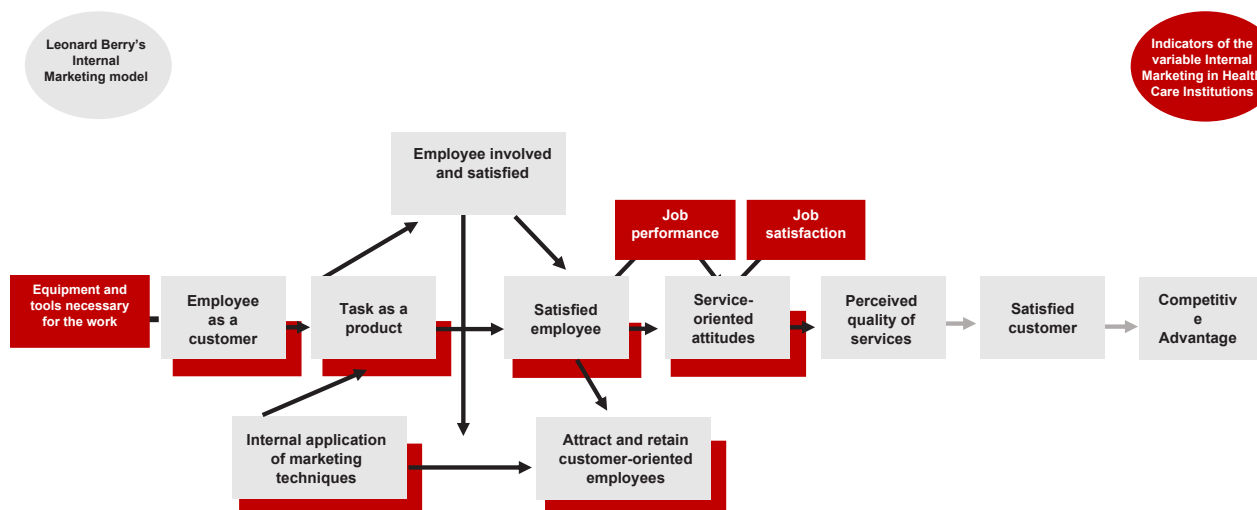 Leonard Berry's
Internal
Marketing model
Indicators of the
variable Internal
Marketing in Health
Care Institutions
Employee involved
and satisfied
Job
performance
Job
satisfaction
Equipment and
tools necessary
for the work
Employee
as a
customer
Task as a
product
Satisfied
employee
Service-
oriented
attitudes
Perceived
quality of
services
Satisfied
customer
Competitiv
e
Advantage
Internal application
of marketing
techniques
Attract and retain
customer-oriented
employees